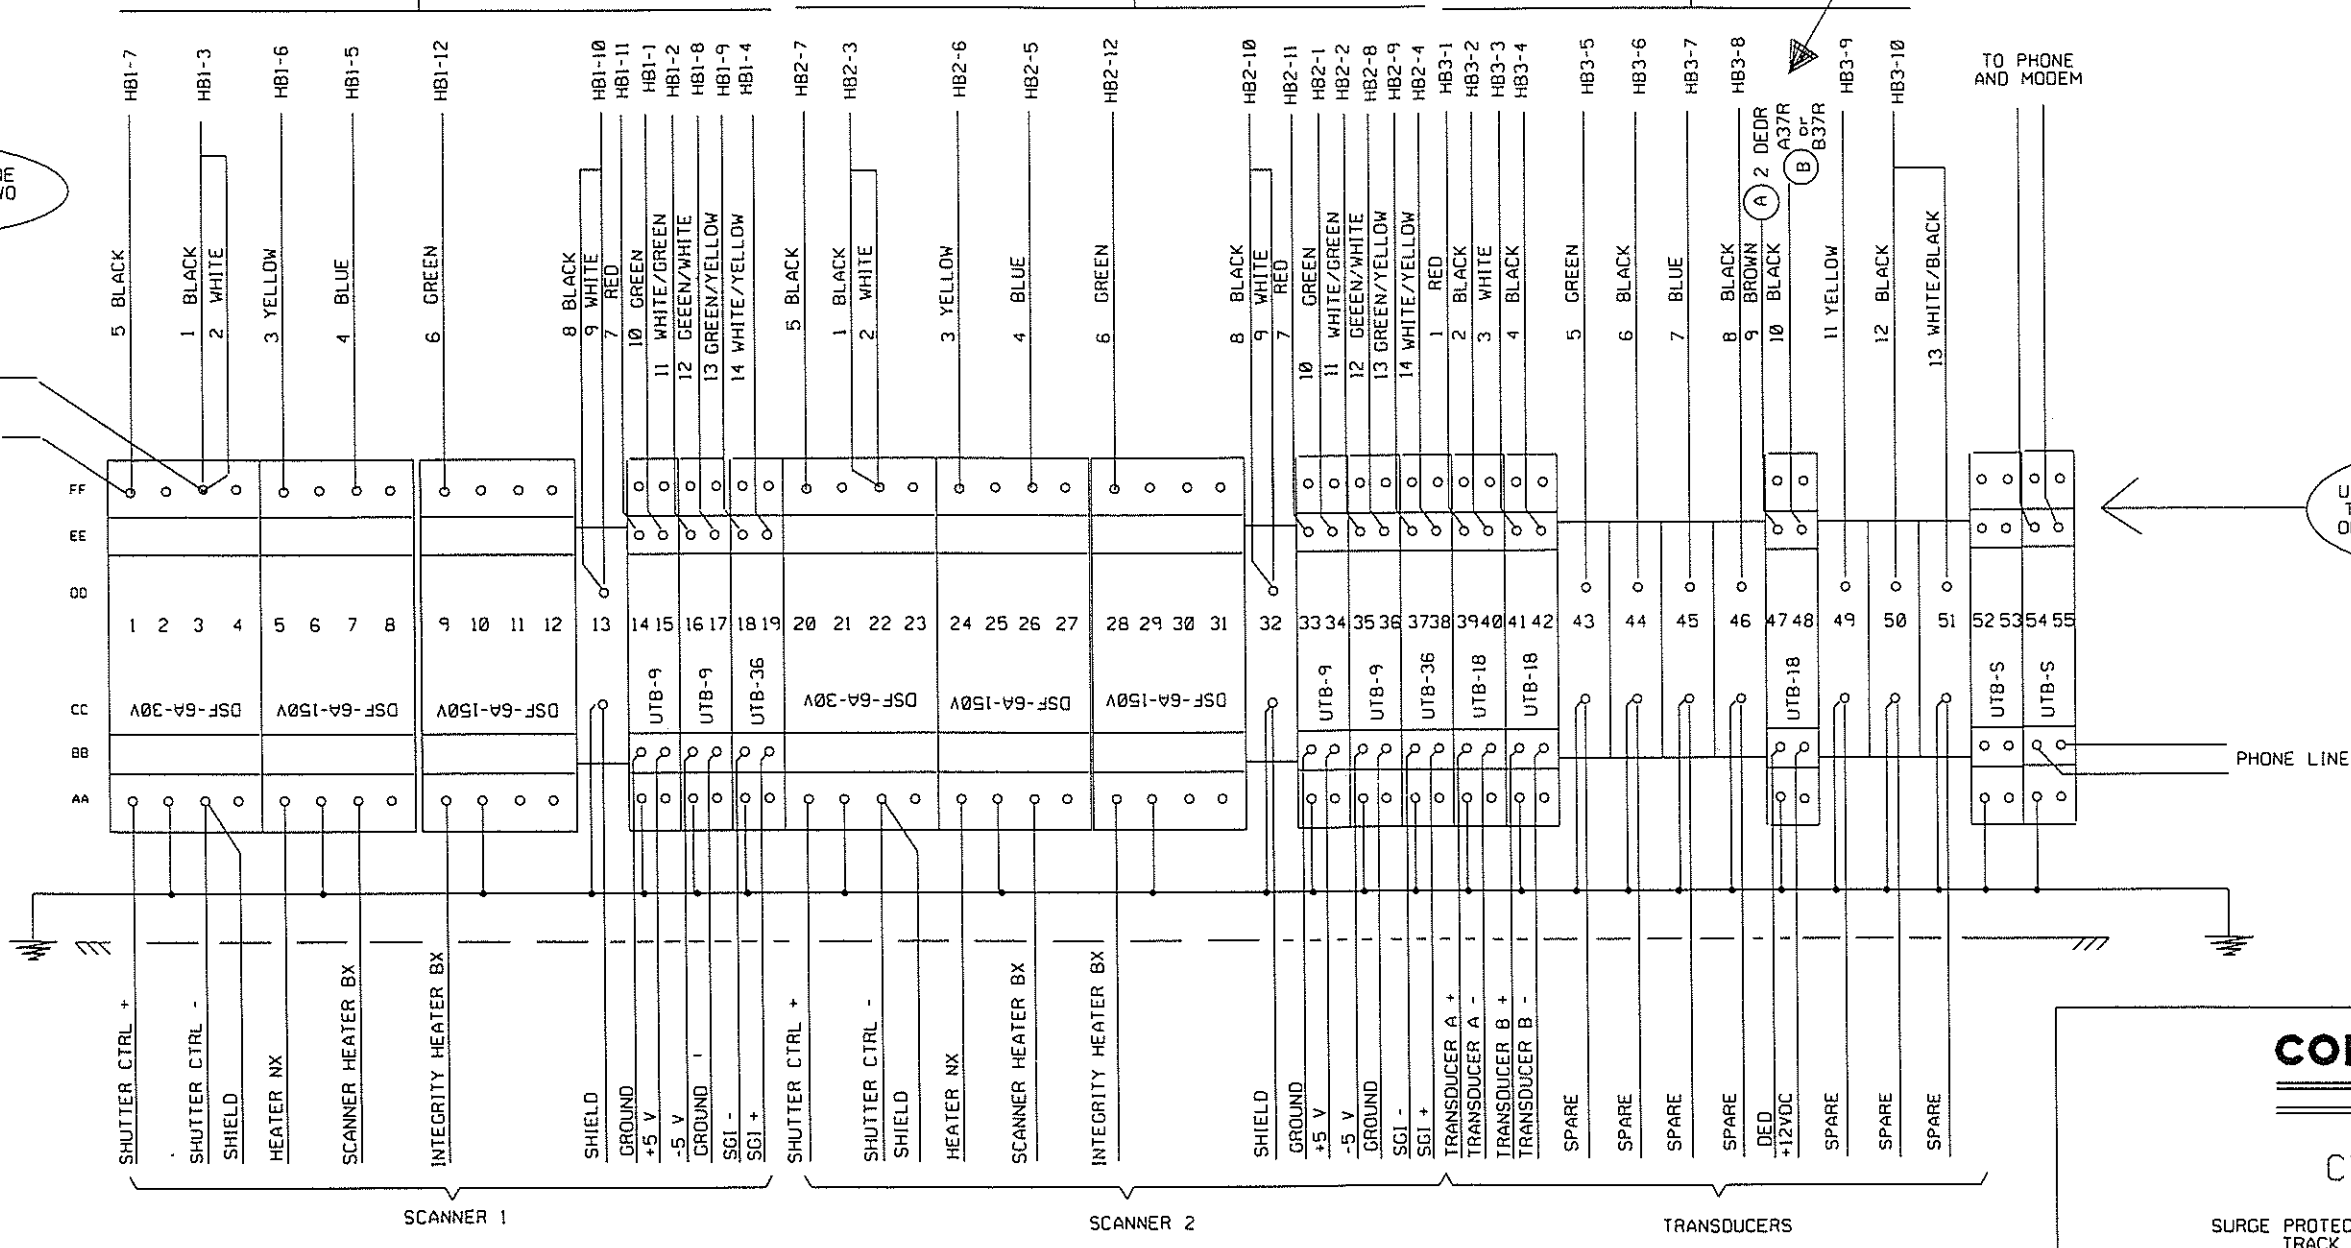 HB1-7
HB1-3
HB1-6
HB1-5
HB1-12
HB1-10
HB1-11
HB1-1
HB1-2
HB1-8
HB1-9
HB1-4
HB2-7
HB2-3
HB2-6
HB2-5
HB2-12
HB2-10
HB2-11
HB2-1
HB2-2
HB2-8
HB2-9
HB2-4
HB3-1
HB3-2
HB3-3
HB3-4
HB3-5
HB3-6
HB3-7
HB3-8
A 2 DEDR
A37R
B or
B37R
HB3-9
HB3-10
TO PHONE
AND MODEM
5 BLACK
1 BLACK
2 WHITE
3 YELLOW
4 BLUE
6 GREEN
8 BLACK
9 WHITE
7 RED
10 GREEN
11 WHITE/GREEN
12 GEEEN/WHITE
13 GREEN/YELLOW
14 WHITE/YELLOW
5 BLACK
1 BLACK
2 WHITE
3 YELLOW
4 BLUE
6 GREEN
8 BLACK
9 WHITE
7 RED
10 GREEN
11 WHITE/GREEN
12 GEEEN/WHITE
13 GREEN/YELLOW
14 WHITE/YELLOW
1 RED
2 BLACK
3 WHITE
4 BLACK
5 GREEN
6 BLACK
7 BLUE
8 BLACK
9 BROWN
10 BLACK
11 YELLOW
12 BLACK
13 WHITE/BLACK
FF
EE
DD
1 2 3 4 5 6 7 8 9 10 11 12 13 14 15 16 17 18 19 20 21 22 23 24 25 26 27 28 29 30 31 32 33 34 35 36 37 38 39 40 41 42 43 44 45 46 47 48 49 50 51 52 53 54 55
CC
DSF-6A-30V
DSF-6A-150V
DSF-6A-150V
UTB-9
UTB-9
UTB-36
DSF-6A-30V
DSF-6A-150V
DSF-6A-150V
UTB-9
UTB-9
UTB-36
UTB-18
UTB-18
UTB-18
UTB-S
UTB-S
BB
AA
PHONE LINE
SHUTTER CTRL +
SHUTTER CTRL -
SHIELD
HEATER NX
SCANNER HEATER BX
INTEGRITY HEATER BX
SHIELD
GROUND
+5 V
-5 V
GROUND -
SGI -
SGI +
SHUTTER CTRL +
SHUTTER CTRL -
SHIELD
HEATER NX
SCANNER HEATER BX
INTEGRITY HEATER BX
SHIELD
GROUND
+5 V
-5 V
GROUND
SGI -
SGI +
TRANSDUCER A +
TRANSDUCER A -
TRANSDUCER B +
TRANSDUCER B -
SPARE
SPARE
SPARE
SPARE
DED
+12VDC
SPARE
SPARE
SPARE
SCANNER 1
SCANNER 2
TRANSDUCERS
SURGE PROTEC
TRACK